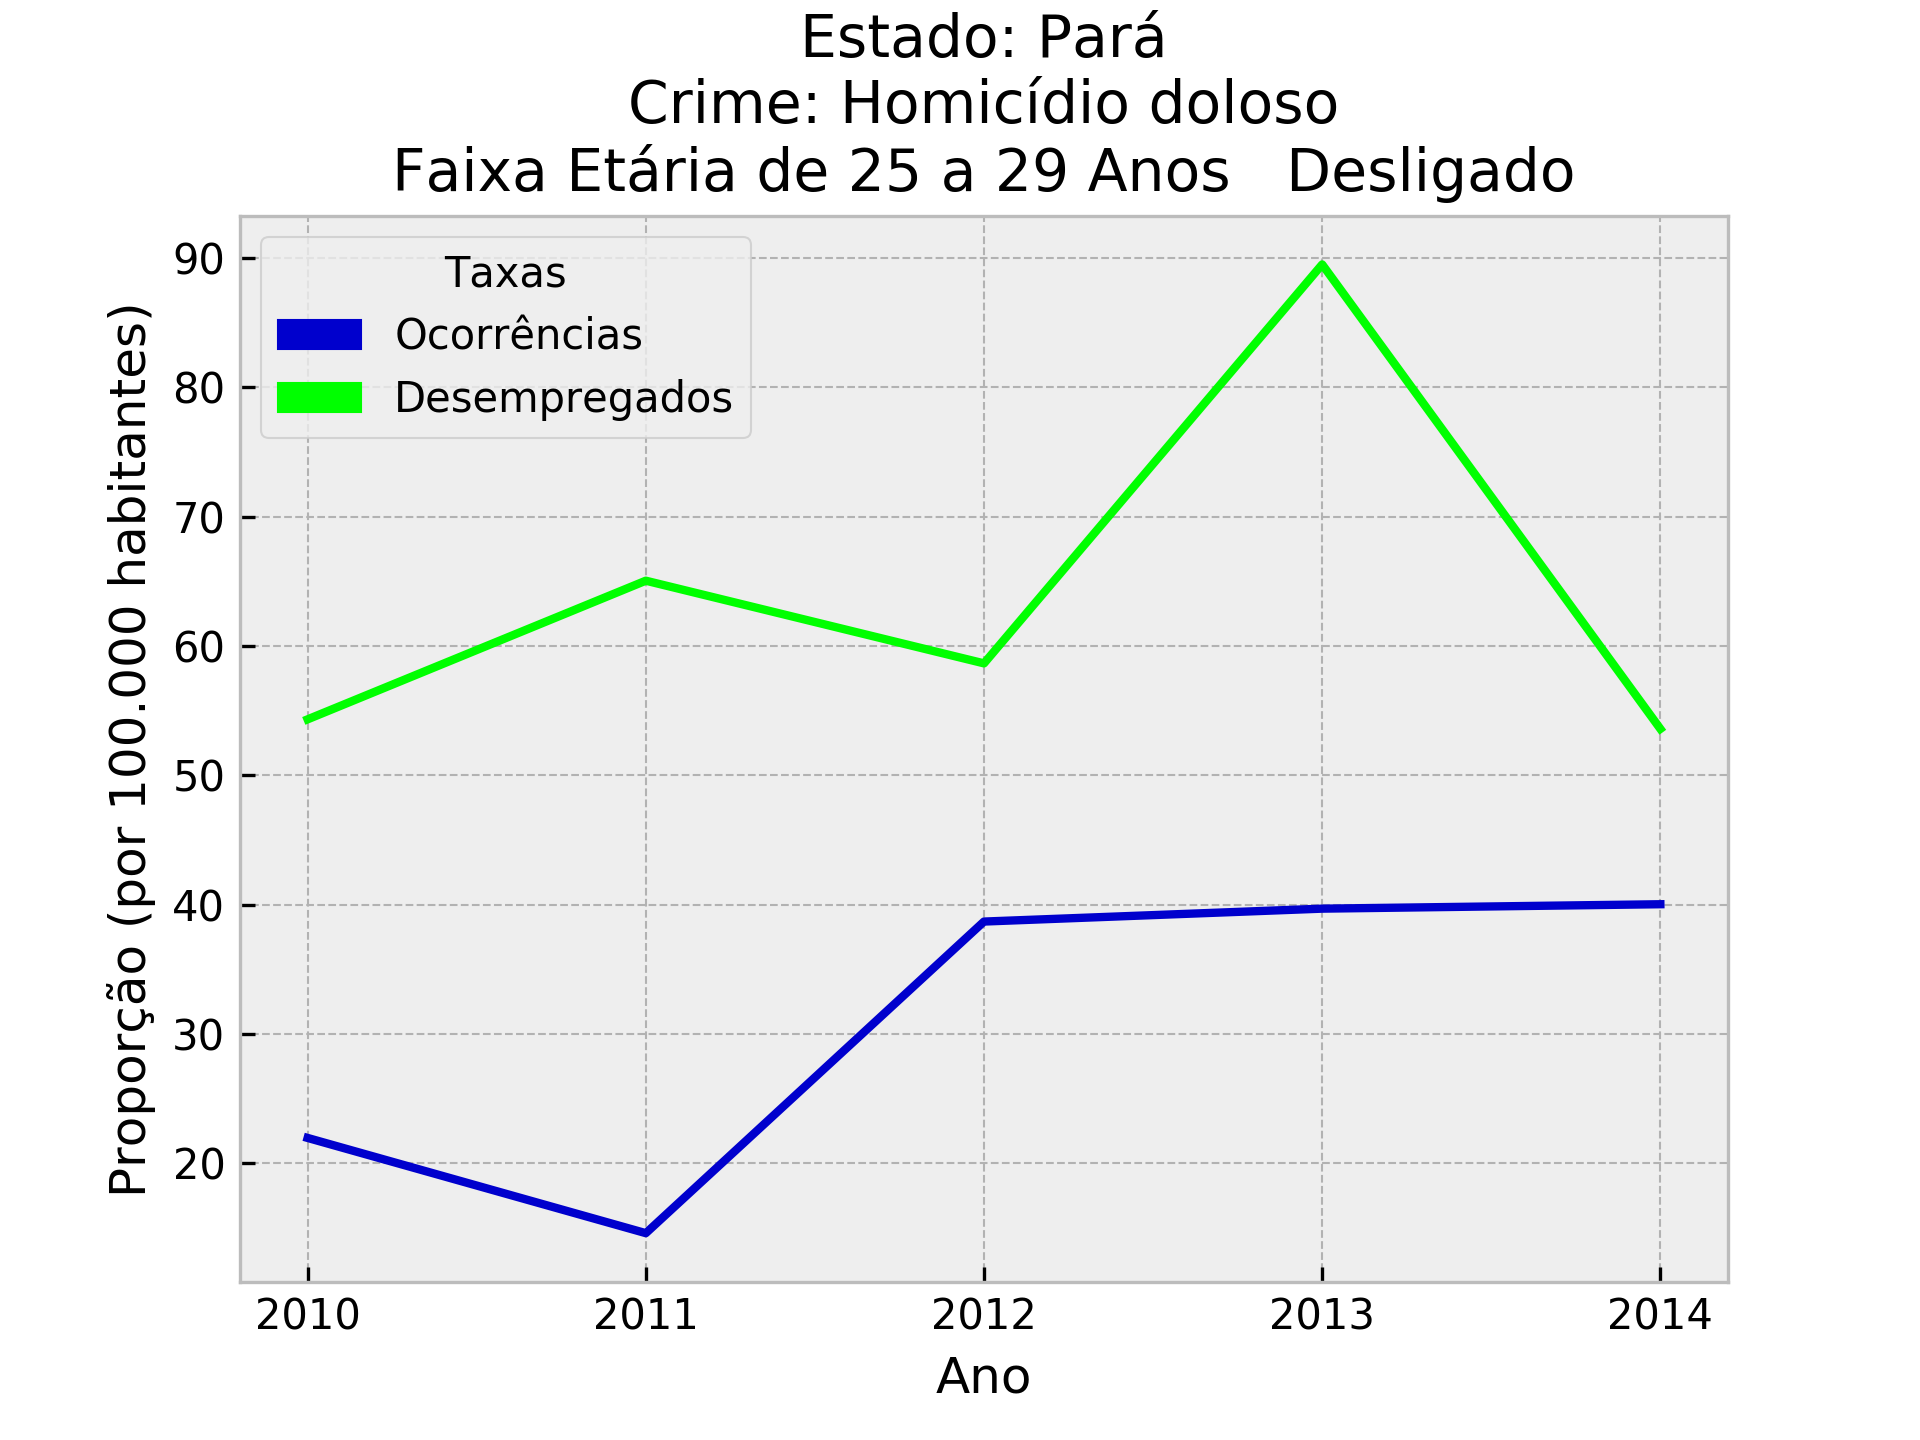 Estado: Pará
Crime: Homicídio doloso
Faixa Etária de 25 a 29 Anos   Desligado
Taxas
Ocorrências
Desempregados
Proporção (por 100.000 habitantes)
90
80
70
60
50
40
30
20
2010 2011 2012 2013 2014
Ano